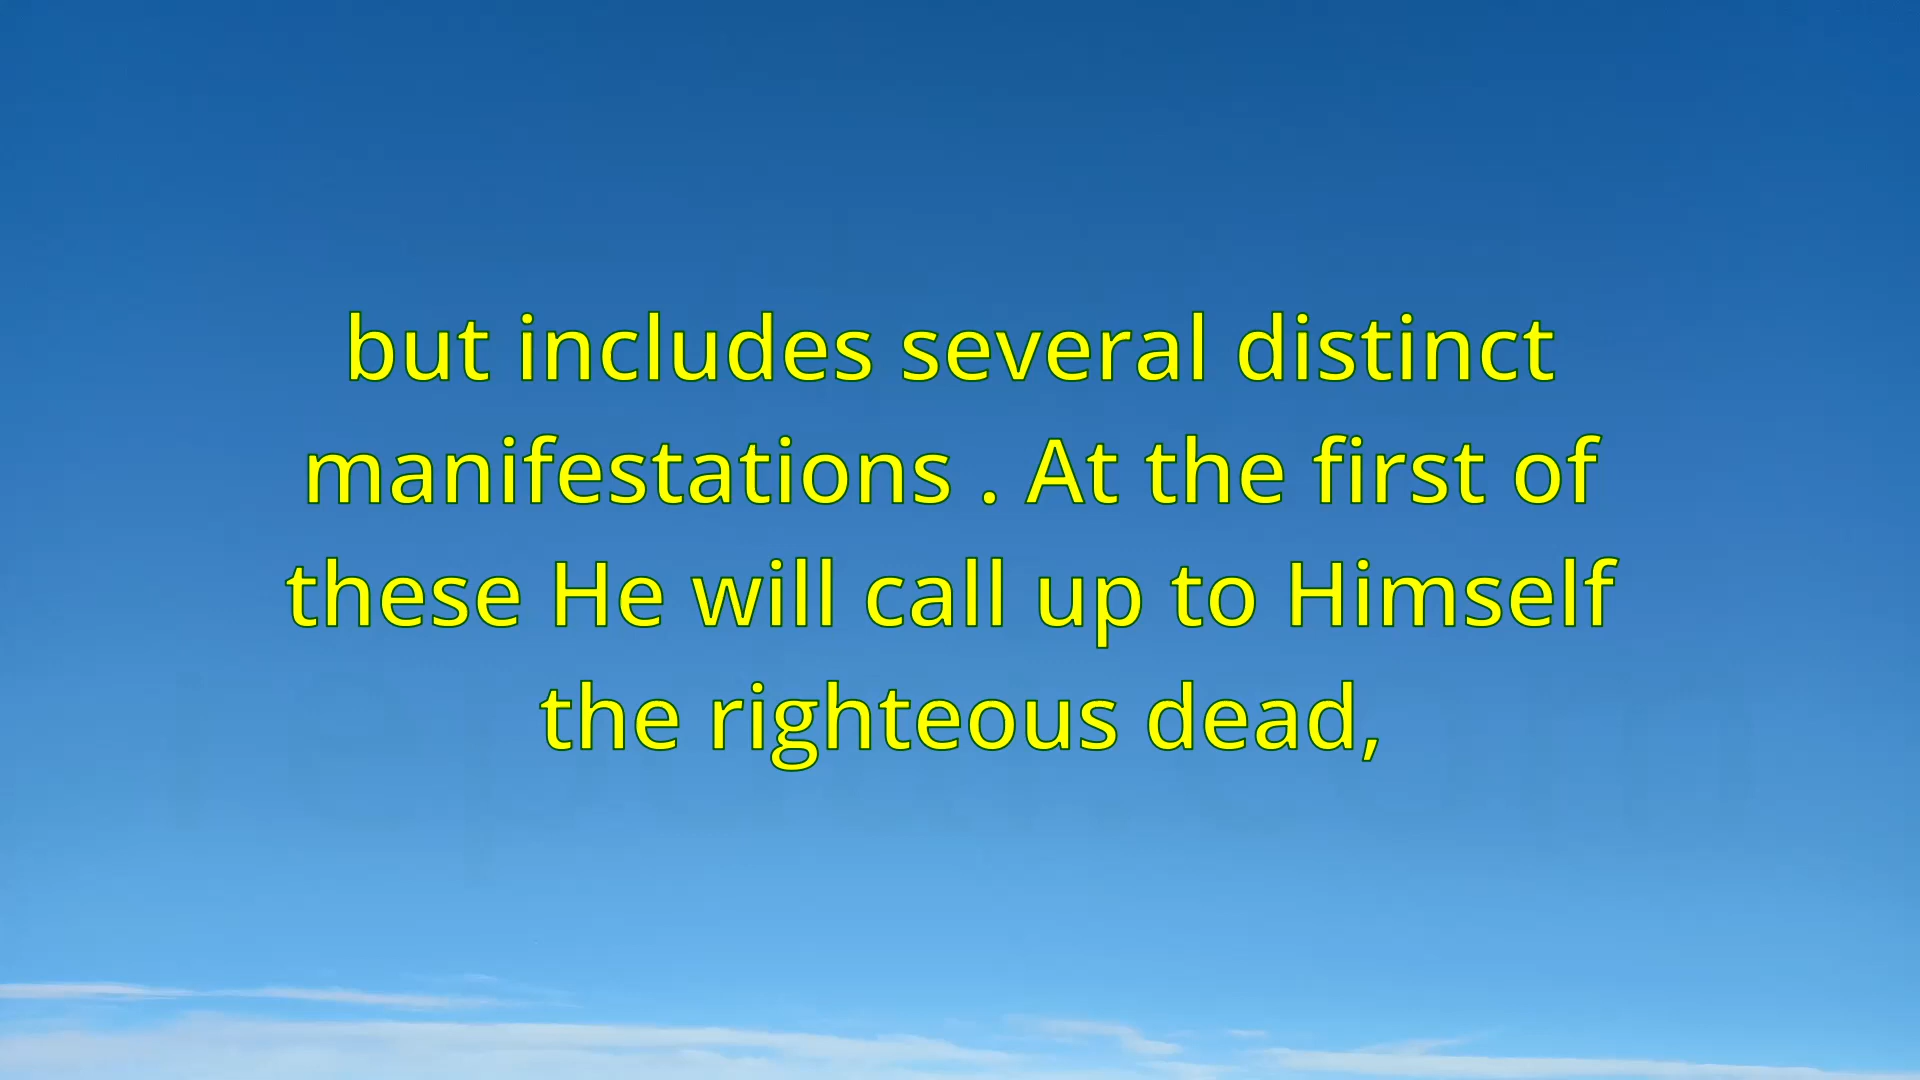 but includes several distinct
manifestations . At the first of
these He will call up to Himself
the righteous dead,